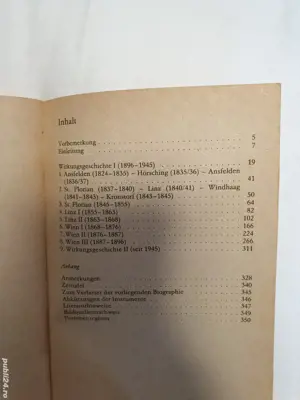 Inhalt
Vorbemerkung 5
Einleitung 7
Wirkungsgeschichte I (1896–1945) 19
1. Ansfelden (1824–1835) – Hörsching (1835/36) – Ansfelden
(1836/37) 41
2. St. Florian (1837–1840) – Linz (1840/41) – Windhaag
(1841–1843) – Kronstorf (1843–1845) 50
3. St. Florian (1845–1855) 64
4. Linz I (1855–1861) 82
5. Linz II (1863–1868) 102
6. Wien I (1868–1876) 166
7. Wien II (1876–1887) 224
8. Wien III (1887–1896) 266
9. Wirkungsgeschichte II (seit 1945) 311
Anhang
Anmerkungen 328
Zeittafel 340
Zum Verfasser der vorliegenden Biographie 345
Abkürzungen der Instrumente 346
Literaturhinweise 347
Bildquellennachweis 349
350
publi24.ro